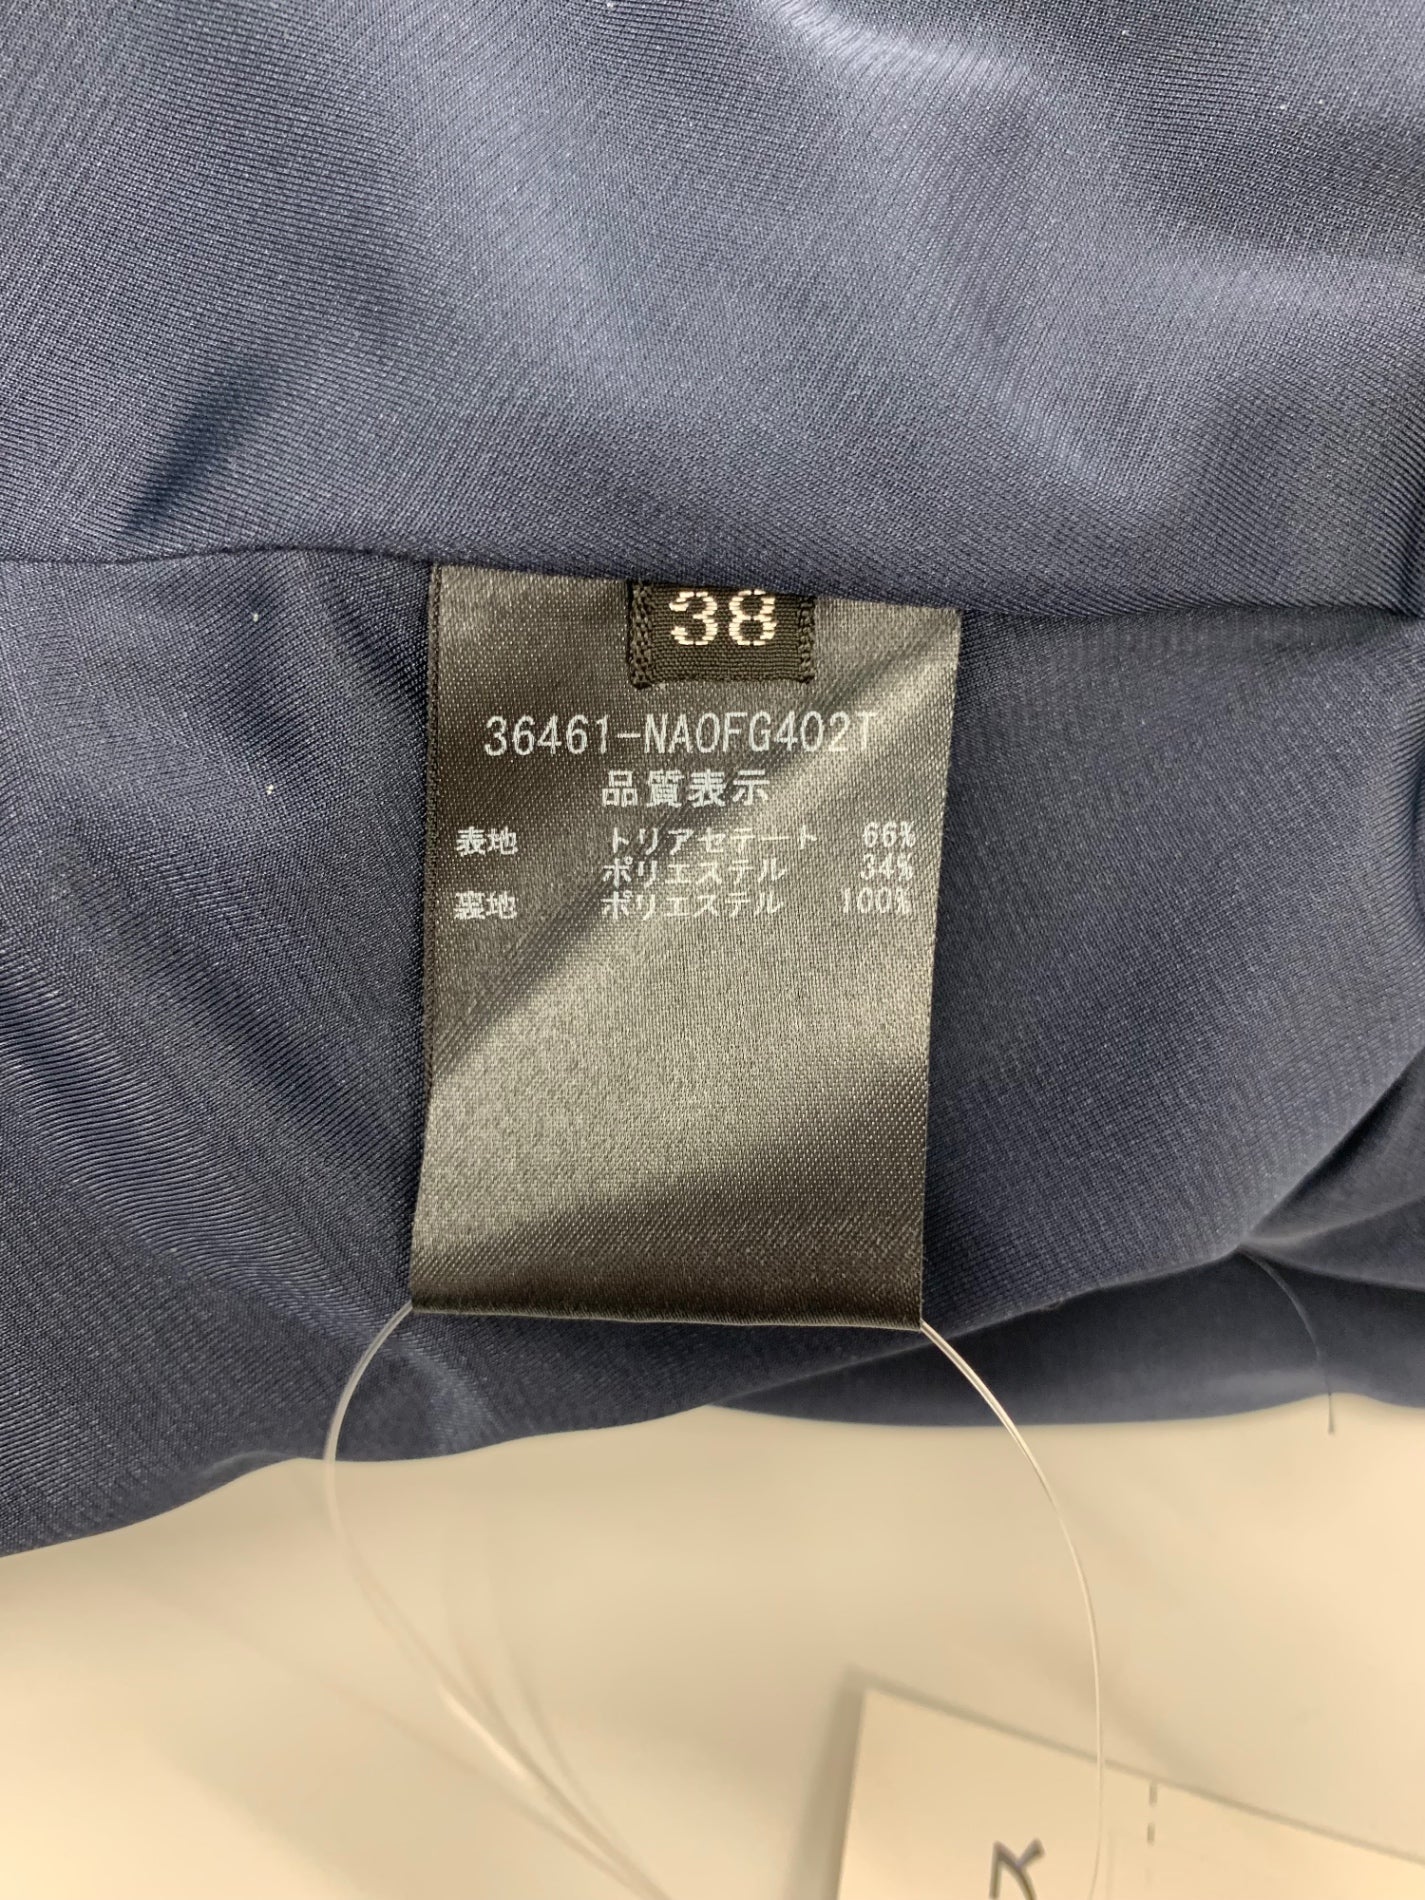 38
36461-NAOFG402T
品質表示
表地 トリアセテート 66%
ポリエステル 34%
裏地 ポリエステル 100%